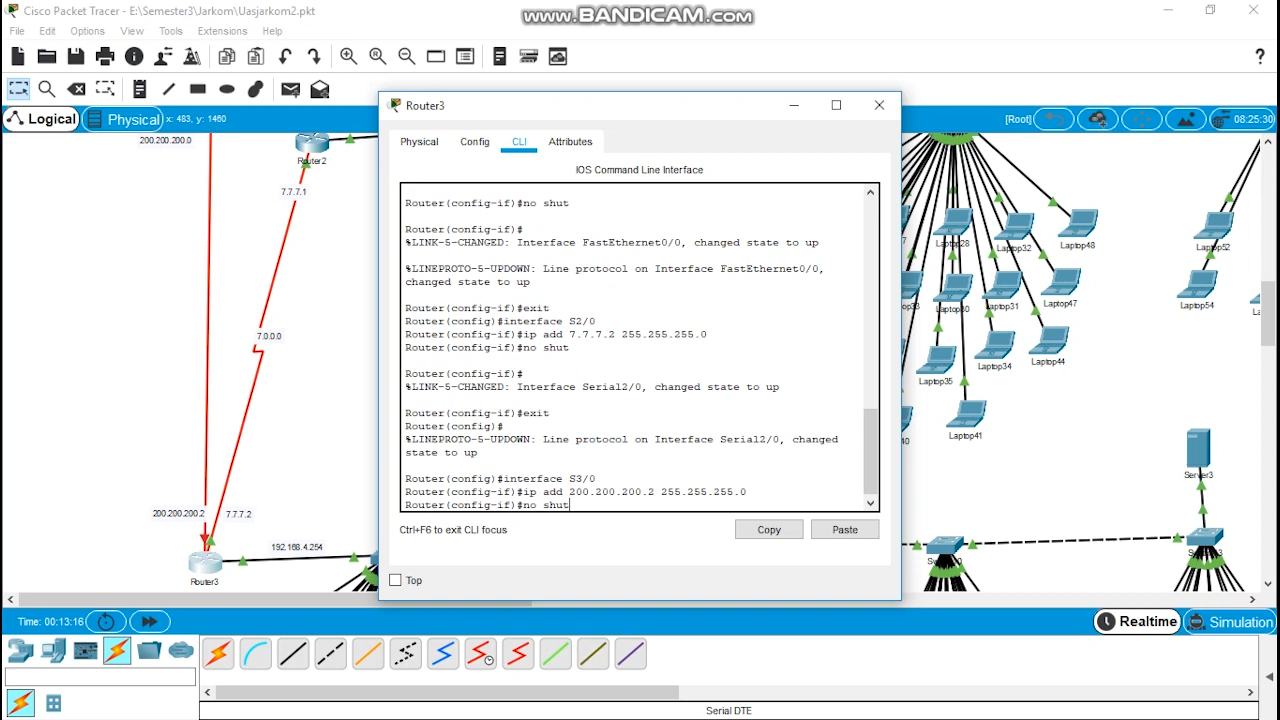 Cisco Packet Tracer - E:\Semester3\Jarkom\Uasjarkom2.pkt
www.BANDICAM.com
File Edit Options View Tools Extensions Help
Logical
Physical
x: 483, y: 1460
[Root]
08:25:30
200.200.200.0
Router2
7.7.7.1
7.0.0.0
200.200.200.2
7.7.7.2
192.168.4.254
Router3
Router3
Physical Config CLI Attributes
IOS Command Line Interface
Router(config-if)#no shut
Router(config-if)#
%LINK-5-CHANGED: Interface FastEthernet0/0, changed state to up
%LINEPROTO-5-UPDOWN: Line protocol on Interface FastEthernet0/0,
changed state to up
Router(config-if)#exit
Router(config)#interface S2/0
Router(config-if)#ip add 7.7.7.2 255.255.255.0
Router(config-if)#no shut
Router(config-if)#
%LINK-5-CHANGED: Interface Serial2/0, changed state to up
Router(config-if)#exit
Router(config)#
%LINEPROTO-5-UPDOWN: Line protocol on Interface Serial2/0, changed
state to up
Router(config)#interface S3/0
Router(config-if)#ip add 200.200.200.2 255.255.255.0
Router(config-if)#no shut
Ctrl+F6 to exit CLI focus
Copy
Paste
Top
Laptop28
Laptop32
Laptop48
Laptop52
Laptop31
Laptop47
Laptop54
Laptop34
Laptop44
Laptop35
Laptop41
Server3
Time: 00:13:16
Realtime
Simulation
Serial DTE